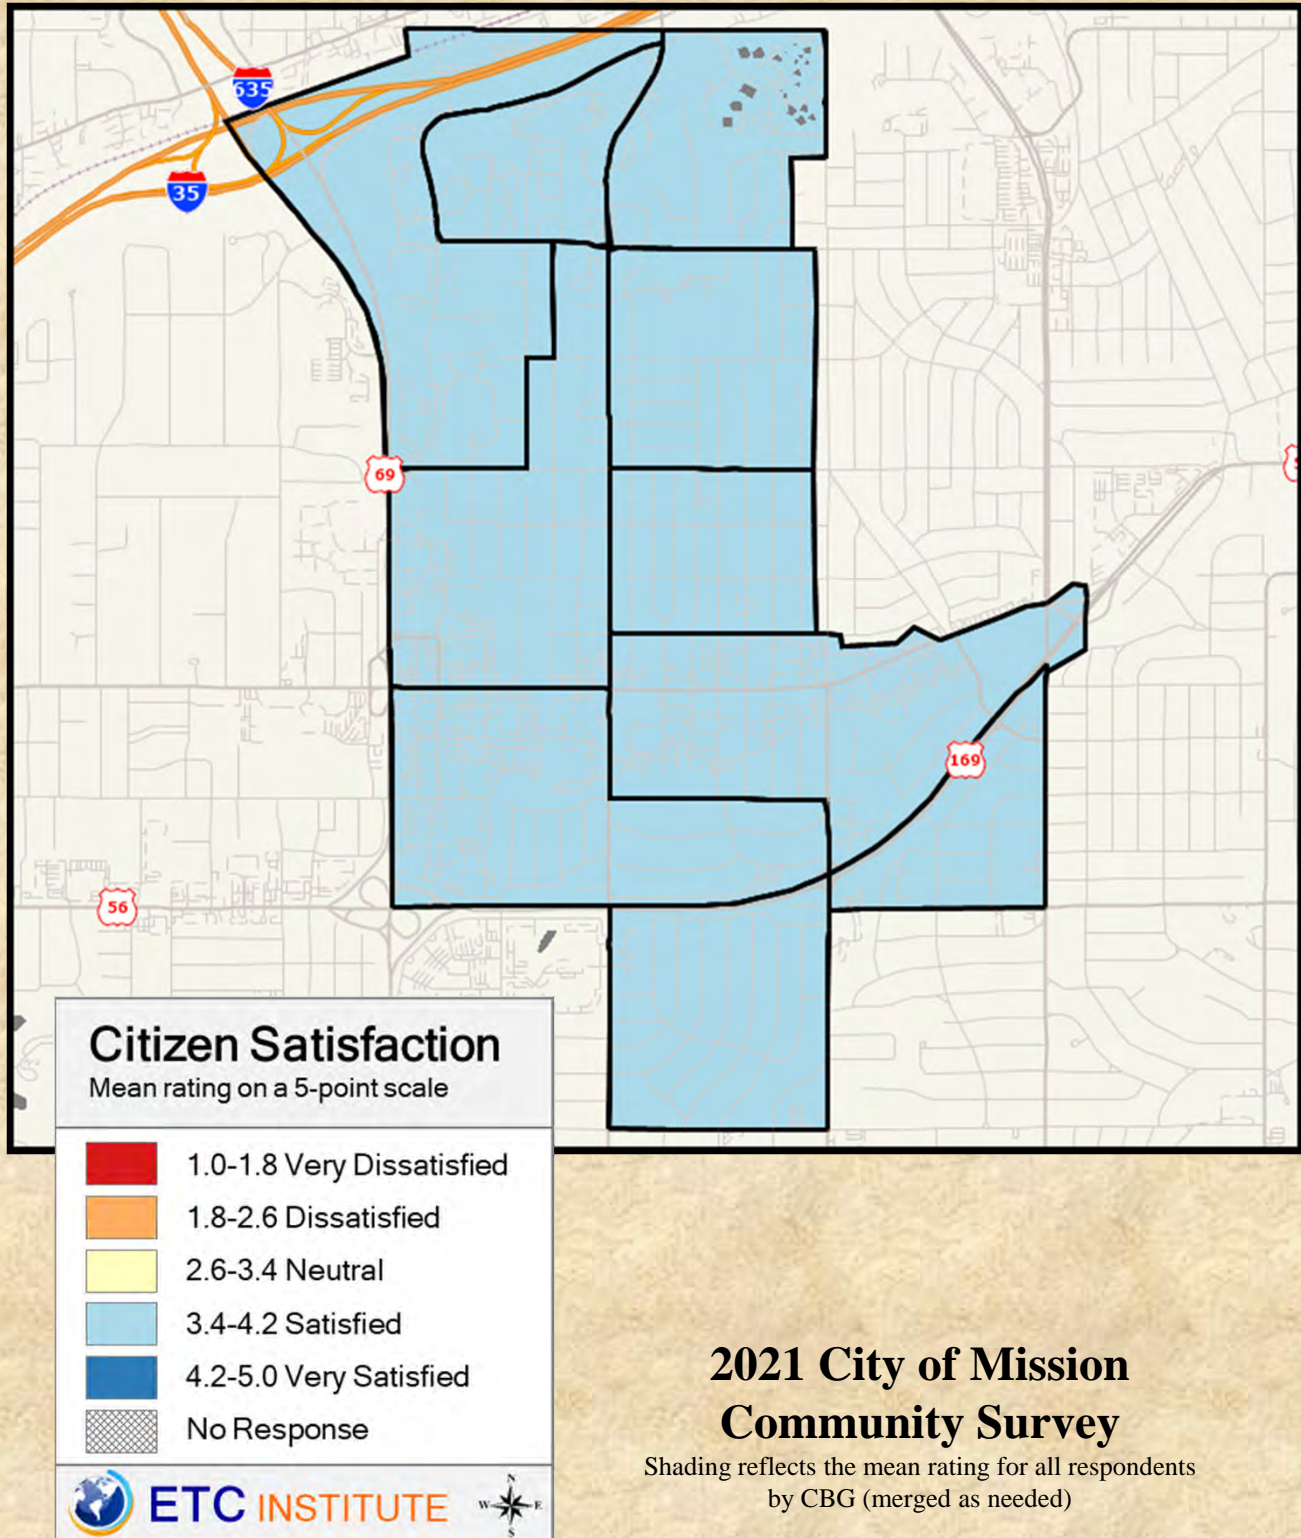 635
35
69
169
56
Citizen Satisfaction
Mean rating on a 5-point scale
1.0-1.8 Very Dissatisfied
1.8-2.6 Dissatisfied
2.6-3.4 Neutral
3.4-4.2 Satisfied
4.2-5.0 Very Satisfied
No Response
ETC INSTITUTE
N
W E
S
2021 City of Mission
Community Survey
Shading reflects the mean rating for all respondents
by CBG (merged as needed)